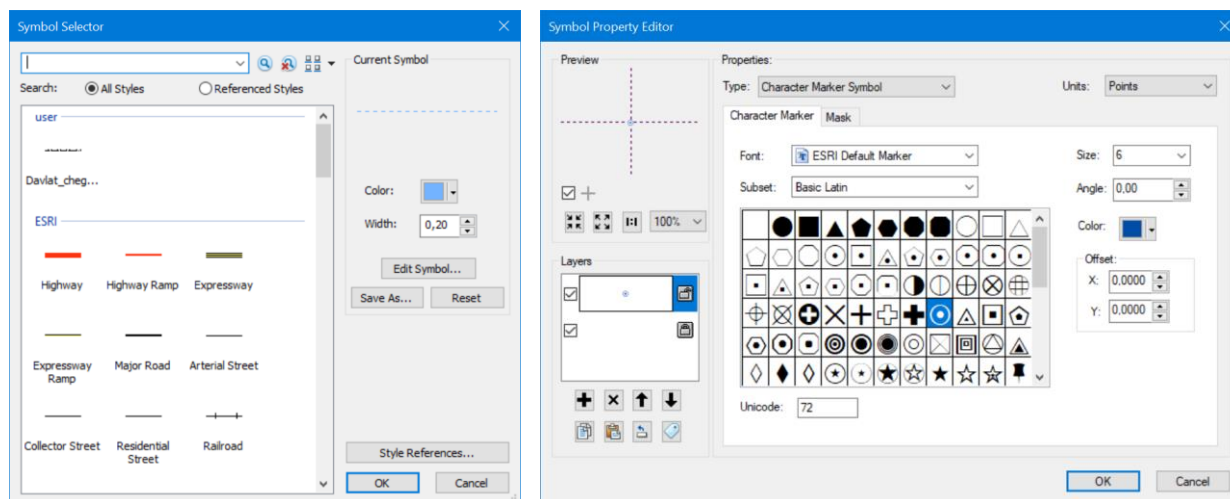 Symbol Selector
Search: All Styles Referenced Styles
user
Davlat_cheg...
ESRI
Highway Highway Ramp Expressway
Expressway Ramp Major Road Arterial Street
Collector Street Residential Street Railroad
Current Symbol
Color:
Width: 0,20
Edit Symbol...
Save As... Reset
Style References...
OK Cancel
Symbol Property Editor
Preview
100%
Layers
Properties:
Type: Character Marker Symbol Units: Points
Character Marker Mask
Font: ESRI Default Marker Size: 6
Subset: Basic Latin Angle: 0,00
Color:
Offset:
X: 0,0000
Y: 0,0000
Unicode: 72
OK Cancel